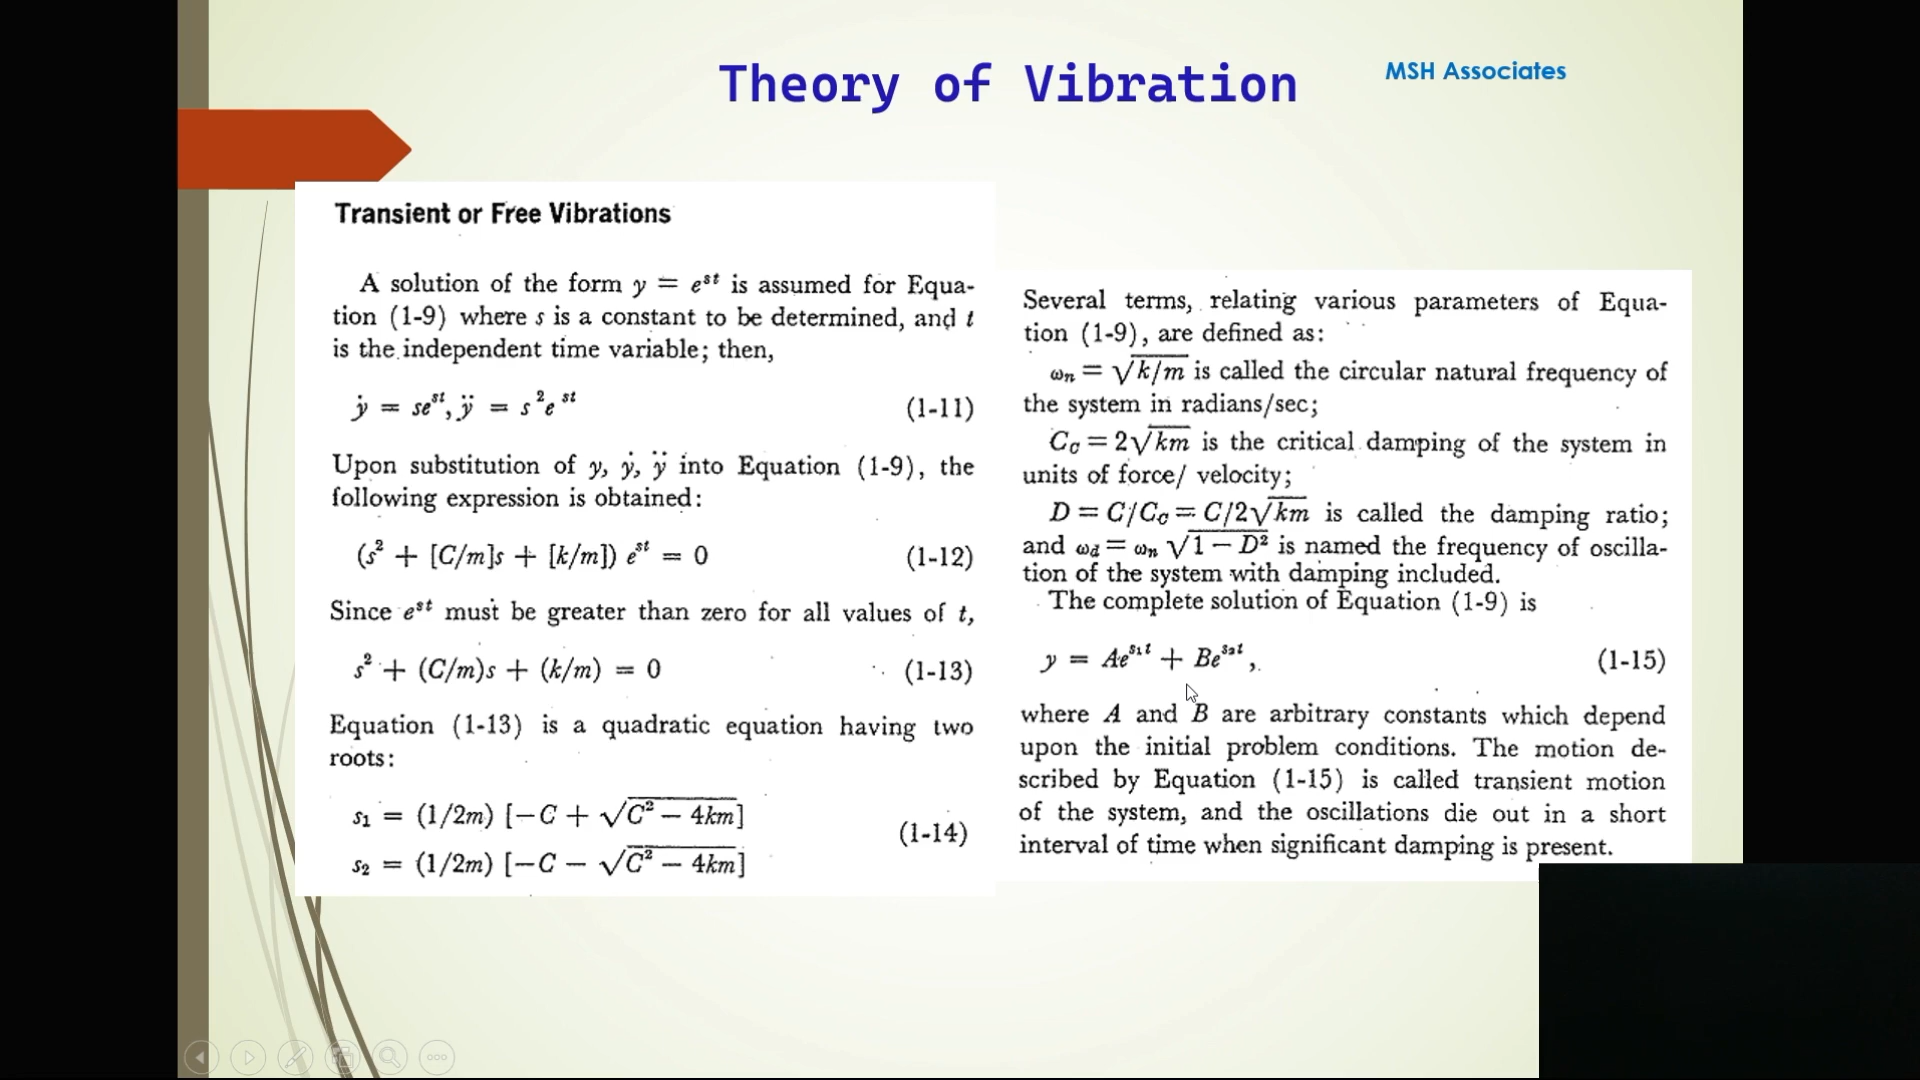 Theory of Vibration
MSH Associates
Transient or Free Vibrations
A solution of the form y = e^{st} is assumed for Equa-
tion (1-9) where s is a constant to be determined, and t
is the independent time variable; then,
ẏ = se^{st}, ÿ = s²e^{st} (1-11)
Upon substitution of y, ẏ, ÿ into Equation (1-9), the
following expression is obtained:
(s² + [C/m]s + [k/m]) e^{st} = 0 (1-12)
Since e^{st} must be greater than zero for all values of t,
s² + (C/m)s + (k/m) = 0 (1-13)
Equation (1-13) is a quadratic equation having two
roots:
s₁ = (1/2m) [−C + √C² − 4km]
(1-14)
s₂ = (1/2m) [−C − √C² − 4km]
Several terms, relating various parameters of Equa-
tion (1-9), are defined as:
ωₙ = √k/m is called the circular natural frequency of
the system in radians/sec;
C_c = 2√km is the critical damping of the system in
units of force/ velocity;
D = C/C_c = C/2√km is called the damping ratio;
and ω_d = ωₙ √1 − D² is named the frequency of oscilla-
tion of the system with damping included.
The complete solution of Equation (1-9) is
y = Ae^{s₁t} + Be^{s₂t}, (1-15)
where A and B are arbitrary constants which depend
upon the initial problem conditions. The motion de-
scribed by Equation (1-15) is called transient motion
of the system, and the oscillations die out in a short
interval of time when significant damping is present.